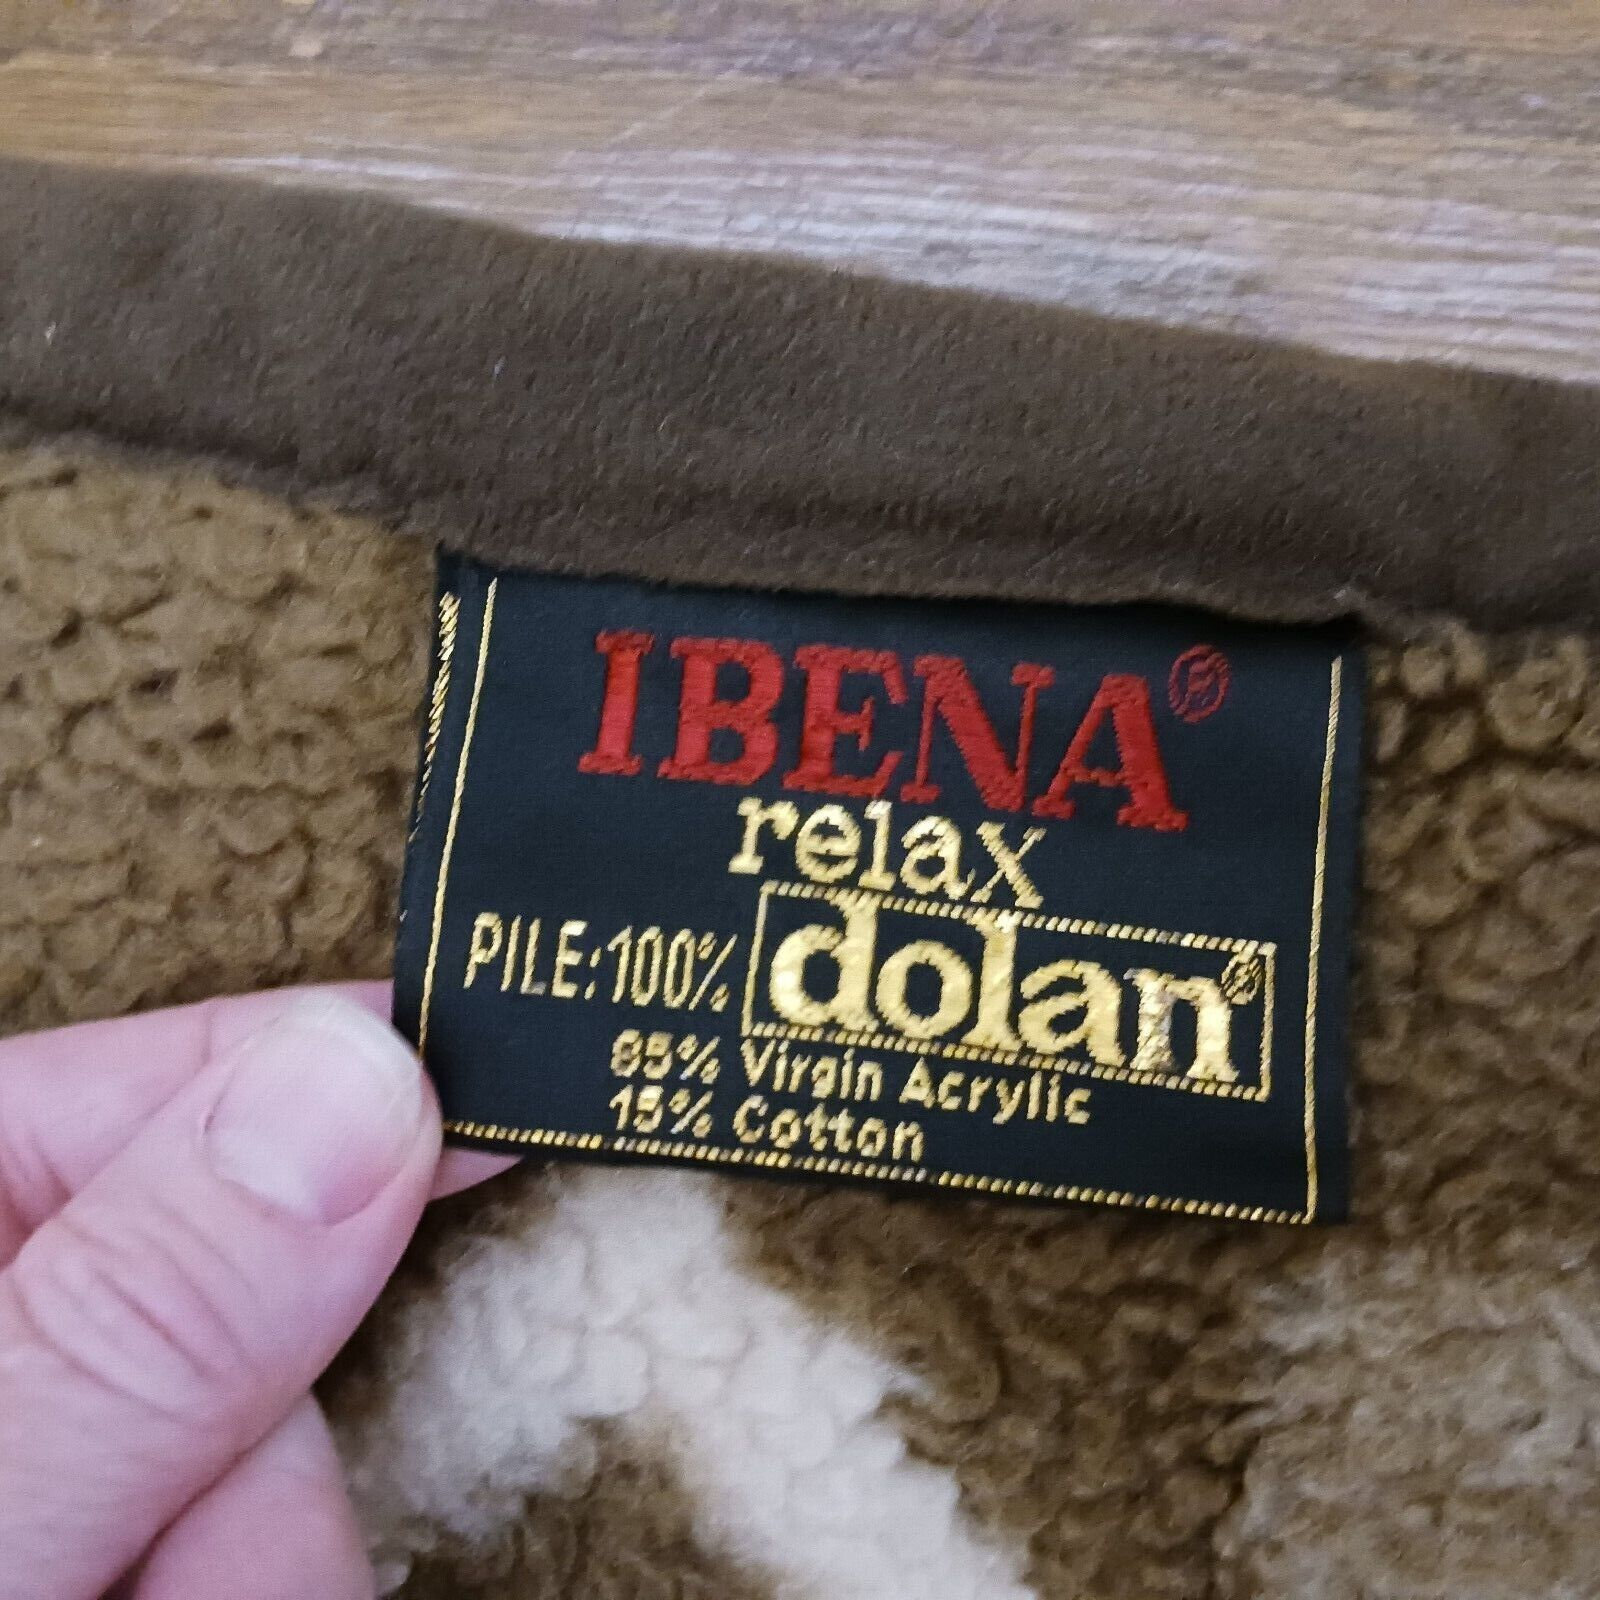 IBENA®
relax
PILE:100% dolan®
85% Virgin Acrylic
15% Cotton